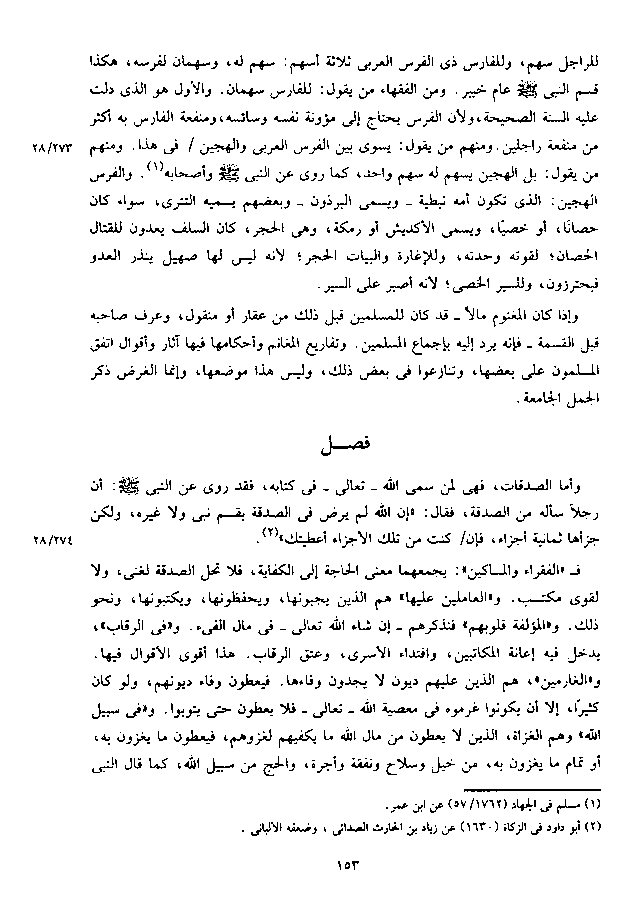 للراجل سهم، وللفارس ذى الفرس العربى ثلاثة أسهم: سهم له، وسهمان لفرسه، هكذا
قسم النبى ﷺ عام خيبر. ومن الفقهاء من يقول: للفارس سهمان. والأول هو الذى دلت
عليه السنة الصحيحة، ولأن الفرس يحتاج إلى مؤونة نفسه وسائسه، ومنفعة الفارس به أكثر
من منفعة راجلين. ومنهم من يقول: يسوى بين الفرس العربى والهجين / فى هذا. ومنهم ٢٨/٢٧٣
من يقول: بل الهجين يسهم له سهم واحد، كما روى عن النبى ﷺ وأصحابه(١). والفرس
الهجين: الذى تكون أمه نبطية ـ ويسمى البرذون ـ وبعضهم يسميه التترى، سواء كان
حصانًا، أو خصيًا، ويسمى الأكديش أو رمكة، وهى الحجر، كان السلف يعدون للقتال
الحصان؛ لقوته وحدته، وللإغارة والبيات الحجر؛ لأنه ليس لها صهيل ينذر العدو
فيحترزون، وللسير الخصى؛ لأنه أصبر على السير.
وإذا كان المغنوم مالاً ـ قد كان للمسلمين قبل ذلك من عقار أو منقول، وعرف صاحبه
قبل القسمة ـ فإنه يرد إليه بإجماع المسلمين. وتفاريع المغانم وأحكامها فيها آثار وأقوال اتفق
المسلمون على بعضها، وتنازعوا فى بعض ذلك، وليس هذا موضعها، وإنما الغرض ذكر
الجمل الجامعة.
فصـل
وأما الصدقات، فهى لمن سمى الله ـ تعالى ـ فى كتابه، فقد روى عن النبى ﷺ: أن
رجلاً سأله من الصدقة، فقال: «إن الله لم يرض فى الصدقة بقسم نبى ولا غيره، ولكن
جزأها ثمانية أجزاء، فإن/ كنت من تلك الأجزاء أعطيتك»(٢). ٢٨/٢٧٤
فـ «الفقراء والمساكين»: يجمعهما معنى الحاجة إلى الكفاية، فلا تحل الصدقة لغنى، ولا
لقوى مكتسب. و«العاملين عليها» هم الذين يجبونها، ويحفظونها، ويكتبونها، ونحو
ذلك. و«المؤلفة قلوبهم» فنذكرهم ـ إن شاء الله تعالى ـ فى مال الفىء. و«فى الرقاب»،
يدخل فيه إعانة المكاتبين، وافتداء الأسرى، وعتق الرقاب. هذا أقوى الأقوال فيها.
و«الغارمين»، هم الذين عليهم ديون لا يجدون وفاءها. فيعطون وفاء ديونهم، ولو كان
كثيرًا، إلا أن يكونوا غرموه فى معصية الله ـ تعالى ـ فلا يعطون حتى يتوبوا. و«فى سبيل
الله» وهم الغزاة، الذين لا يعطون من مال الله ما يكفيهم لغزوهم، فيعطون ما يغزون به،
أو تمام ما يغزون به، من خيل وسلاح ونفقة وأجرة، والحج من سبيل الله، كما قال النبى
(١) مسلم فى الجهاد (١٧٦٢/ ٥٧) عن ابن عمر.
(٢) أبو داود فى الزكاة (١٦٣٠) عن زياد بن الحارث الصدائى ، وضعفه الألبانى .
١٥٣